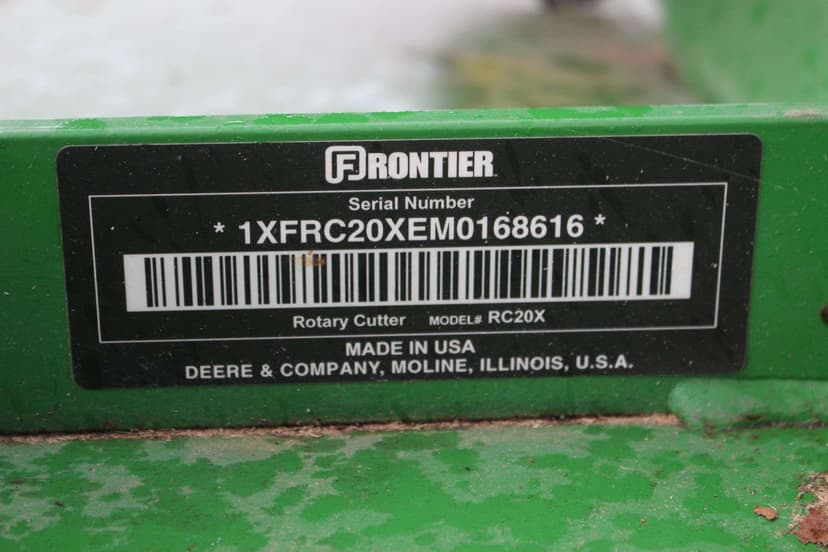 FRONTIER
Serial Number
* 1XFRC20XEM0168616 *
Rotary Cutter MODEL# RC20X
MADE IN USA
DEERE & COMPANY, MOLINE, ILLINOIS, U.S.A.